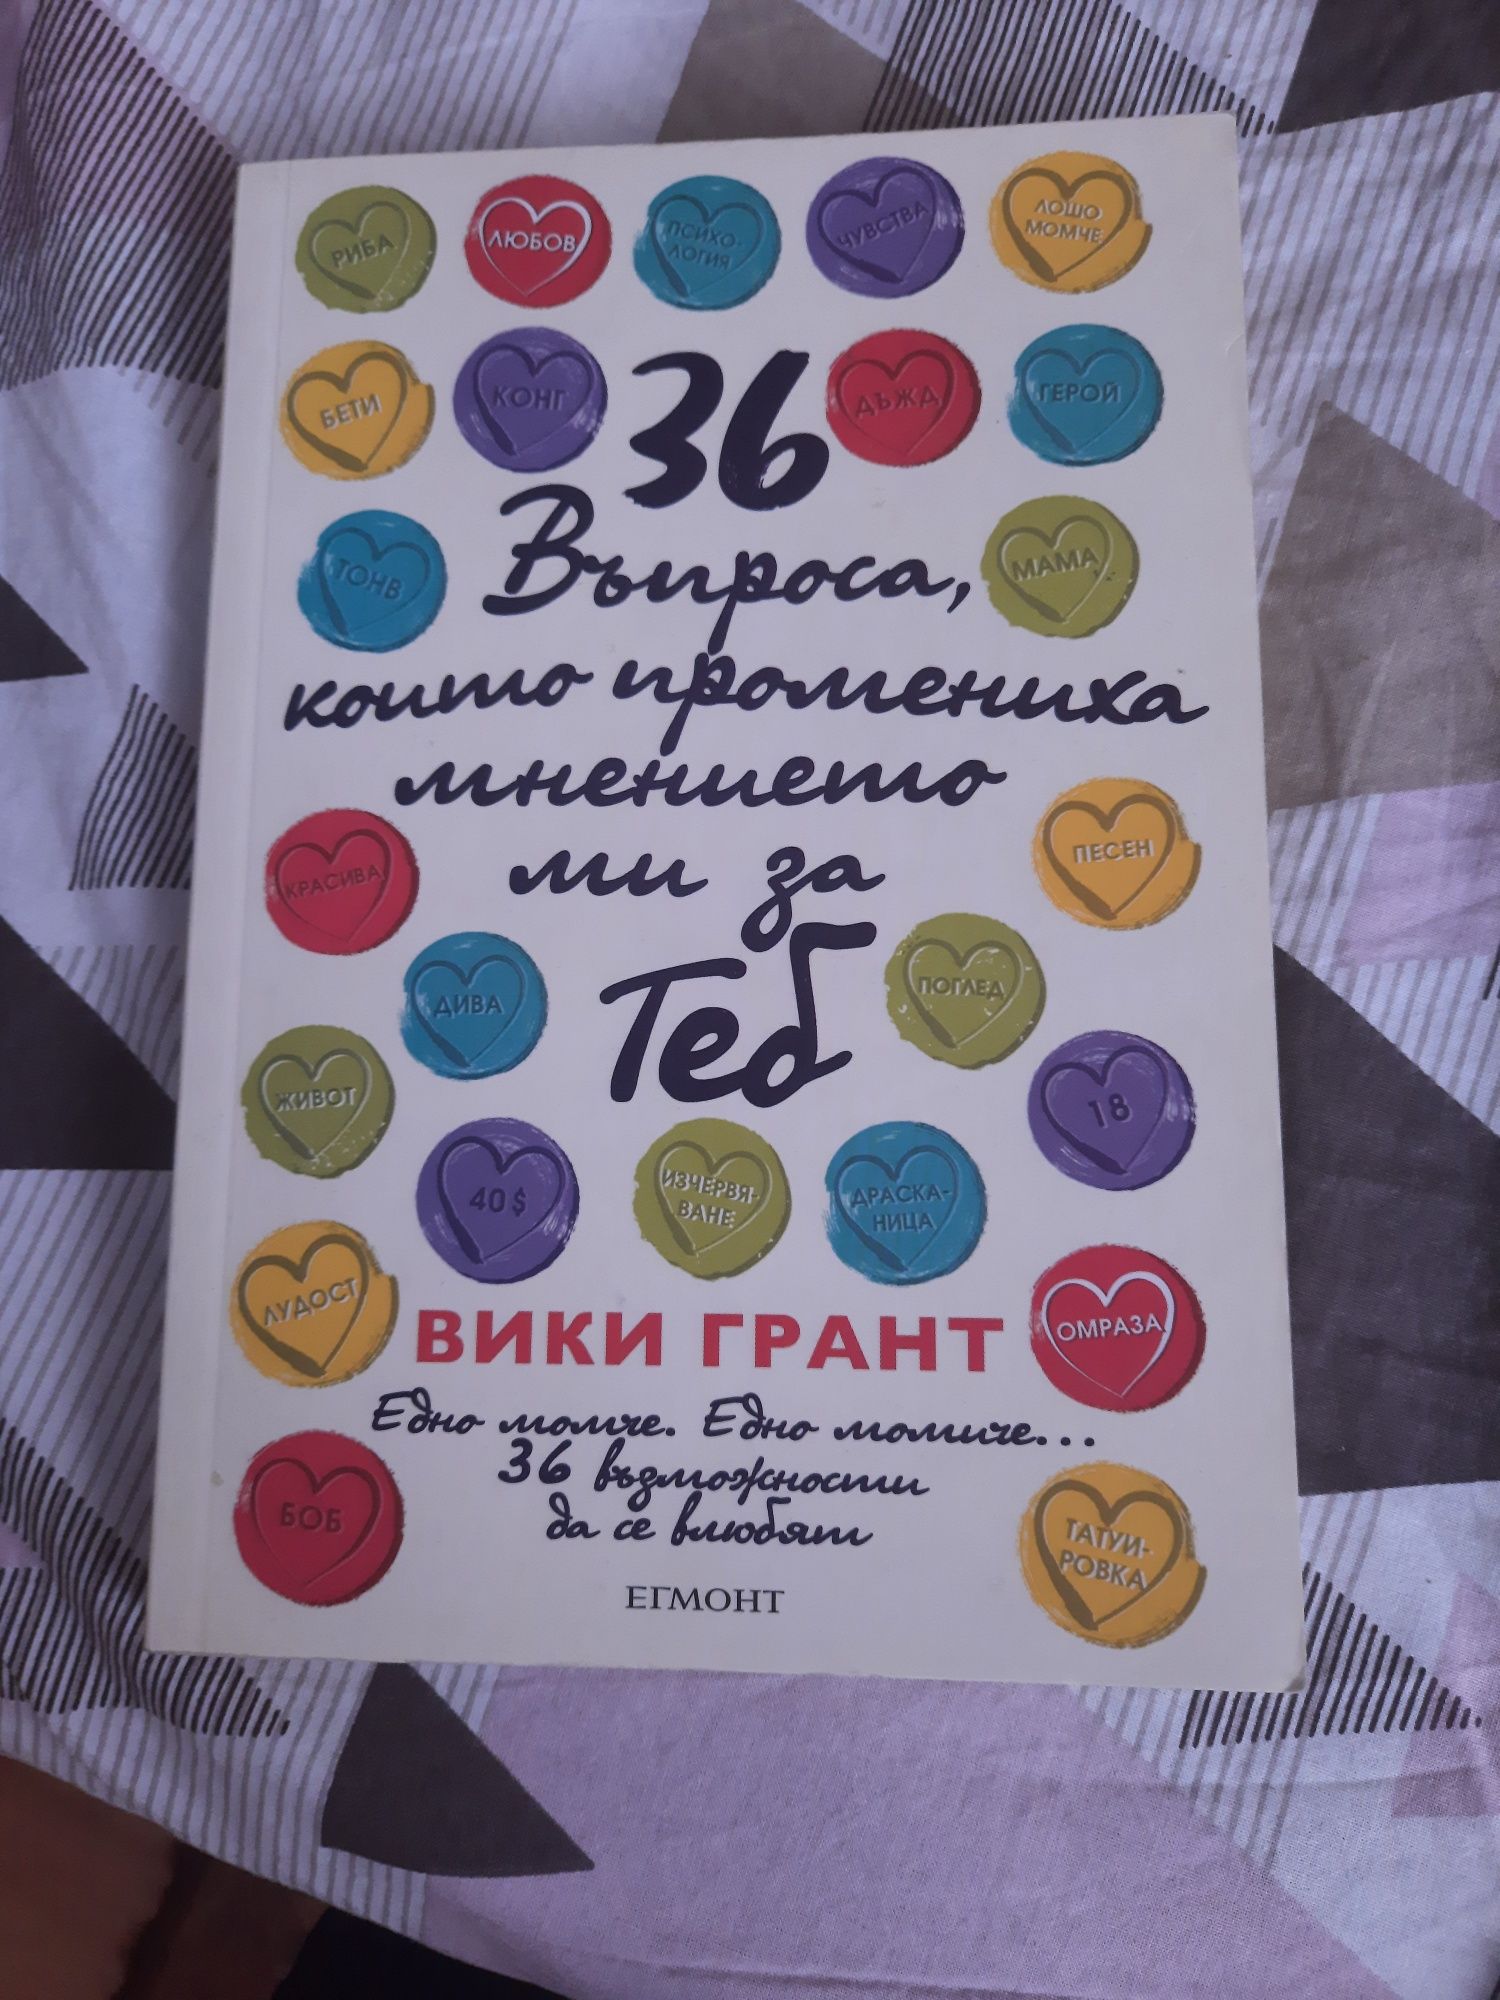 РИБА
ЛЮБОВ
ПСИХО-
ЛОГИЯ
ЧУВСТВА
ЛОШО
МОМЧЕ
БЕТИ
КОНГ
36
ДЪЖД
ГЕРОЙ
ТОНВ
Въпроса,
МАМА
които промениха
мнението
ми за
Теб
КРАСИВА
ПЕСЕН
ДИВА
ПОГЛЕД
ЖИВОТ
18
40$
ИЗЧЕРВЯ-
ВАНЕ
ДРАСКА-
НИЦА
ЛУДОСТ
ВИКИ ГРАНТ
ОМРАЗА
Едно момче. Едно момиче...
36 възможности
да се влюбят
БОБ
ТАТУИ-
РОВКА
ЕГМОНТ